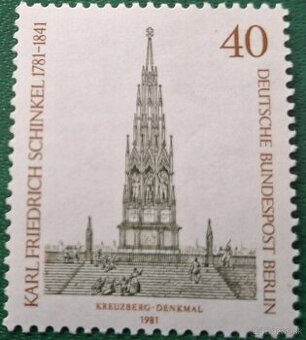 40
KARL FRIEDRICH SCHINKEL 1781–1841
DEUTSCHE BUNDESPOST BERLIN
KREUZBERG-DENKMAL
1981